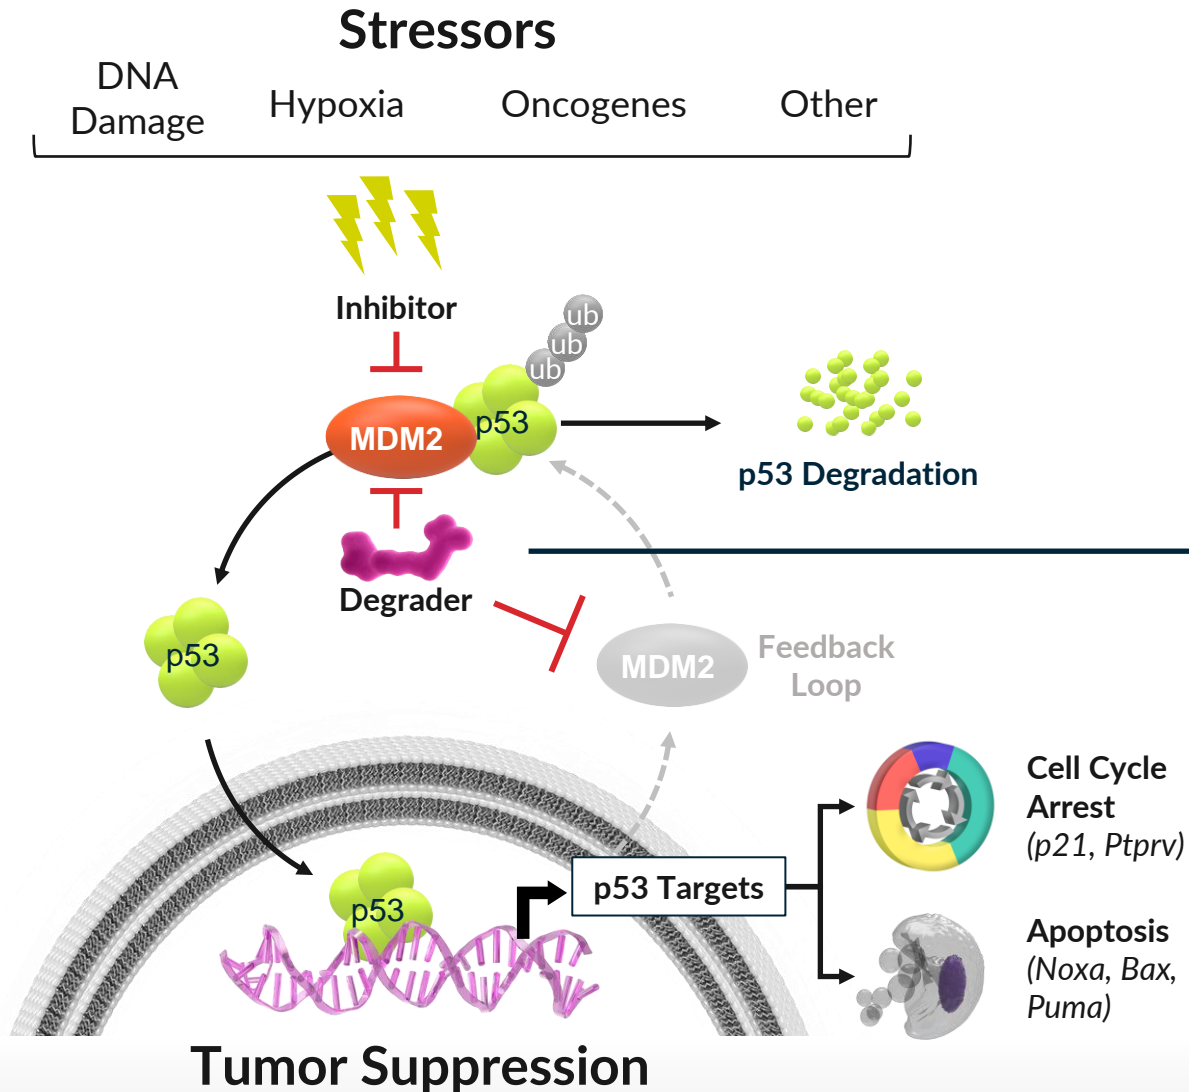 Stressors
DNA
Damage
Hypoxia
Oncogenes
Other
Inhibitor
ub
ub
ub
p53
MDM2
p53 Degradation
Degrader
p53
MDM2
Feedback
Loop
Cell Cycle
Arrest
(p21, Ptprv)
p53 Targets
p53
Apoptosis
(Noxa, Bax,
Puma)
Tumor Suppression